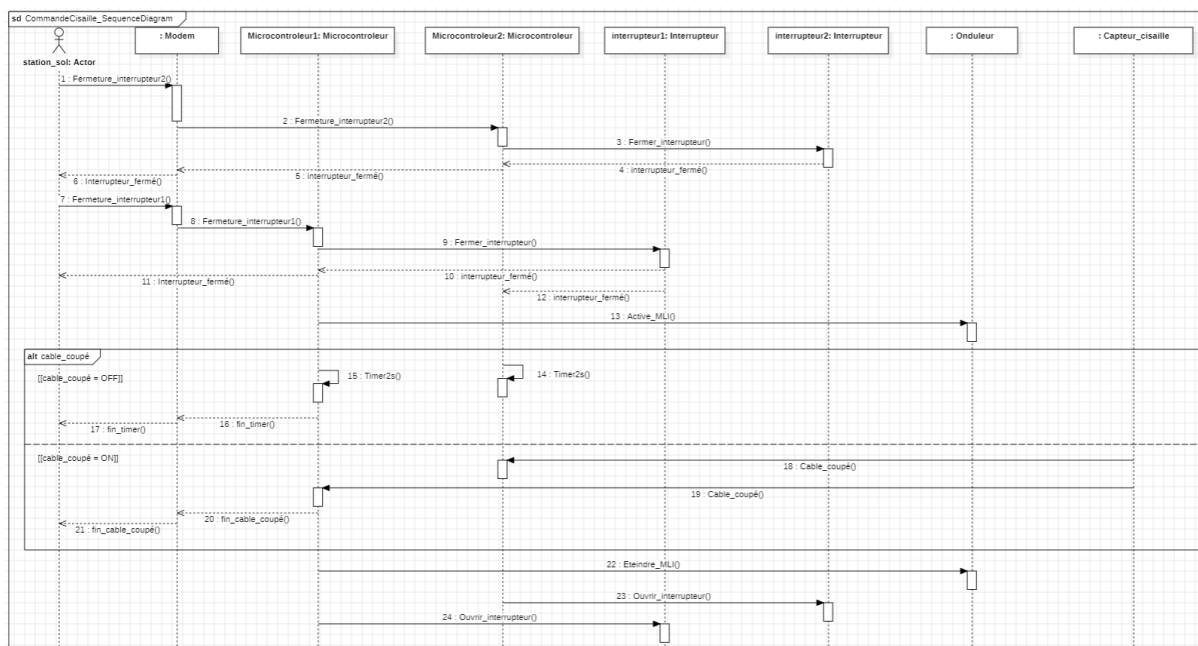 sd CommandeCisaille_SequenceDiagram
station_sol: Actor
: Modem
Microcontroleur1: Microcontroleur
Microcontroleur2: Microcontroleur
interrupteur1: Interrupteur
interrupteur2: Interrupteur
: Onduleur
: Capteur_cisaille
1 : Fermeture_interrupteur2()
2 : Fermeture_interrupteur2()
3 : Fermer_interrupteur()
4 : interrupteur_fermé()
5 : interrupteur_fermé()
6 : Interrupteur_fermé()
7 : Fermeture_interrupteur1()
8 : Fermeture_interrupteur1()
9 : Fermer_interrupteur()
10 : interrupteur_fermé()
11 : Interrupteur_fermé()
12 : interrupteur_fermé()
13 : Active_MLI()
alt cable_coupé
[[cable_coupé = OFF]]
15 : Timer2s()
14 : Timer2s()
16 : fin_timer()
17 : fin_timer()
[[cable_coupé = ON]]
18 : Cable_coupé()
19 : Cable_coupé()
20 : fin_cable_coupé()
21 : fin_cable_coupé()
22 : Eteindre_MLI()
23 : Ouvrir_interrupteur()
24 : Ouvrir_interrupteur()